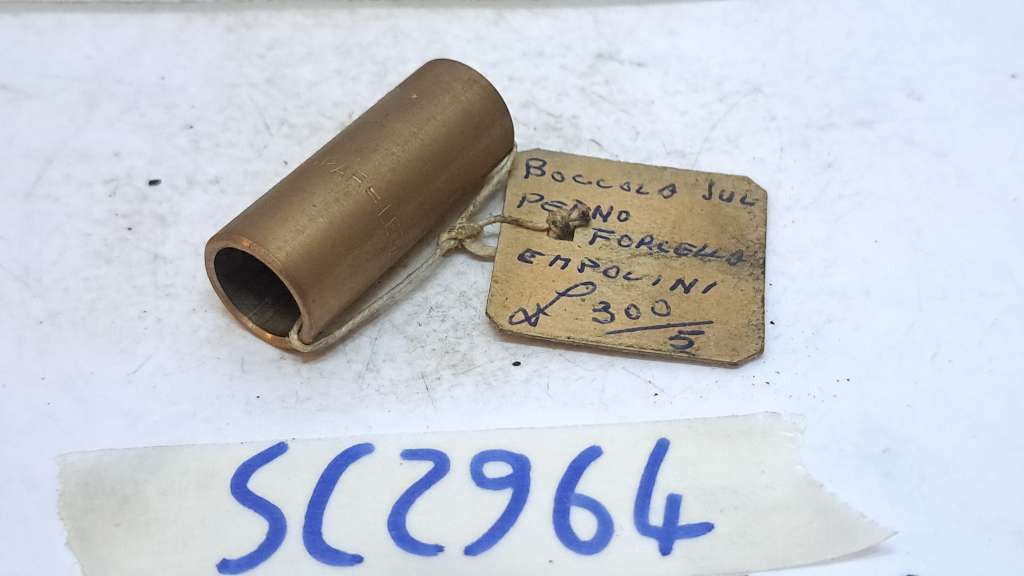 BOCCOLA SUL
PERNO
FORCELLA
EMPOLINI
£ 300
5
SC2964